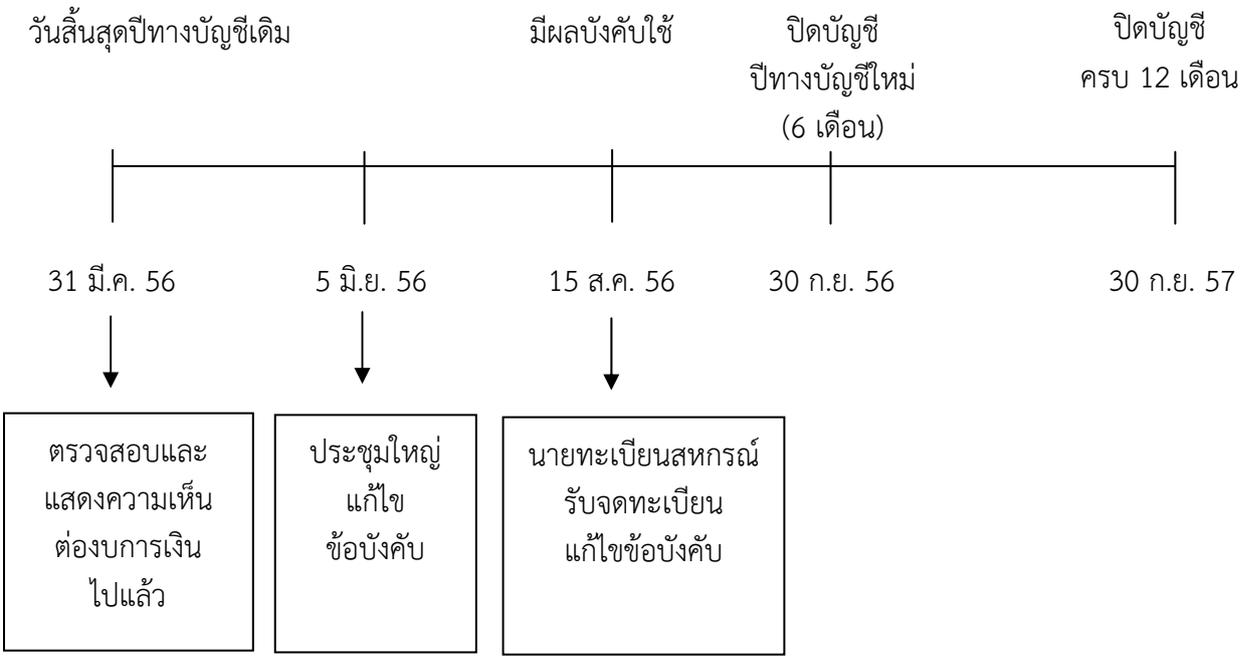 วันสิ้นสุดปีทางบัญชีเดิม
มีผลบังคับใช้
ปิดบัญชี
ปีทางบัญชีใหม่
(6 เดือน)
ปิดบัญชี
ครบ 12 เดือน
31 มี.ค. 56
5 มิ.ย. 56
15 ส.ค. 56
30 ก.ย. 56
30 ก.ย. 57
ตรวจสอบและ
แสดงความเห็น
ต่องบการเงิน
ไปแล้ว
ประชุมใหญ่
แก้ไข
ข้อบังคับ
นายทะเบียนสหกรณ์
รับจดทะเบียน
แก้ไขข้อบังคับ